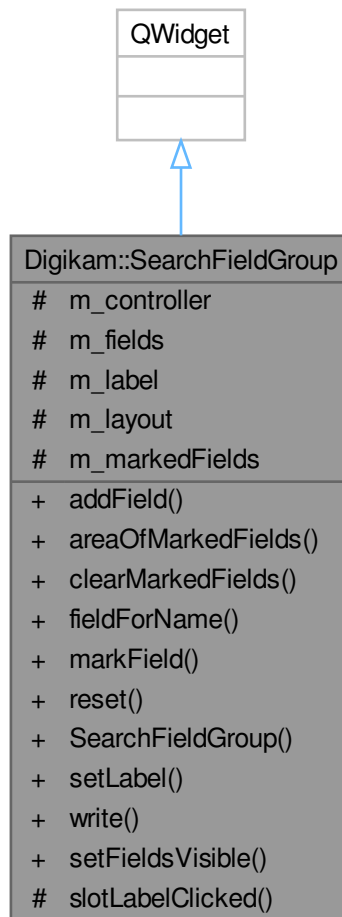 QWidget
Digikam::SearchFieldGroup
# m_controller
# m_fields
# m_label
# m_layout
# m_markedFields
+ addField()
+ areaOfMarkedFields()
+ clearMarkedFields()
+ fieldForName()
+ markField()
+ reset()
+ SearchFieldGroup()
+ setLabel()
+ write()
+ setFieldsVisible()
# slotLabelClicked()